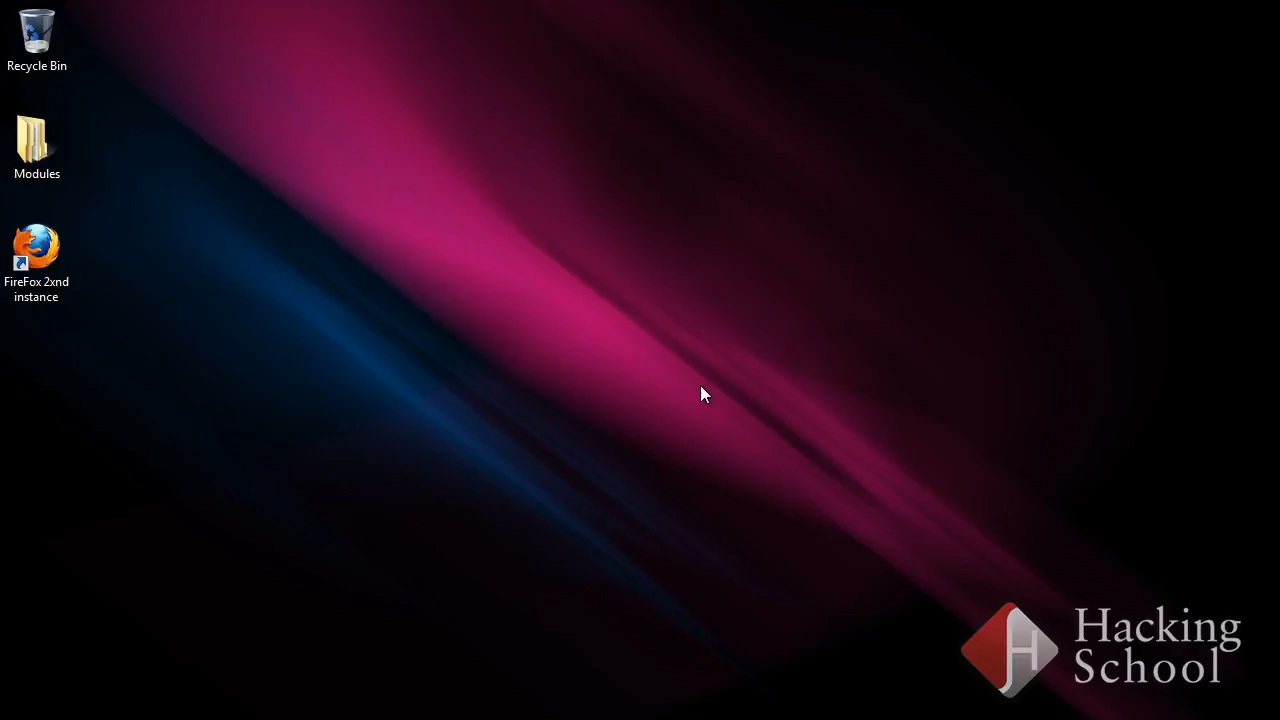 Recycle Bin
Modules
FireFox 2xnd
instance
Hacking
School